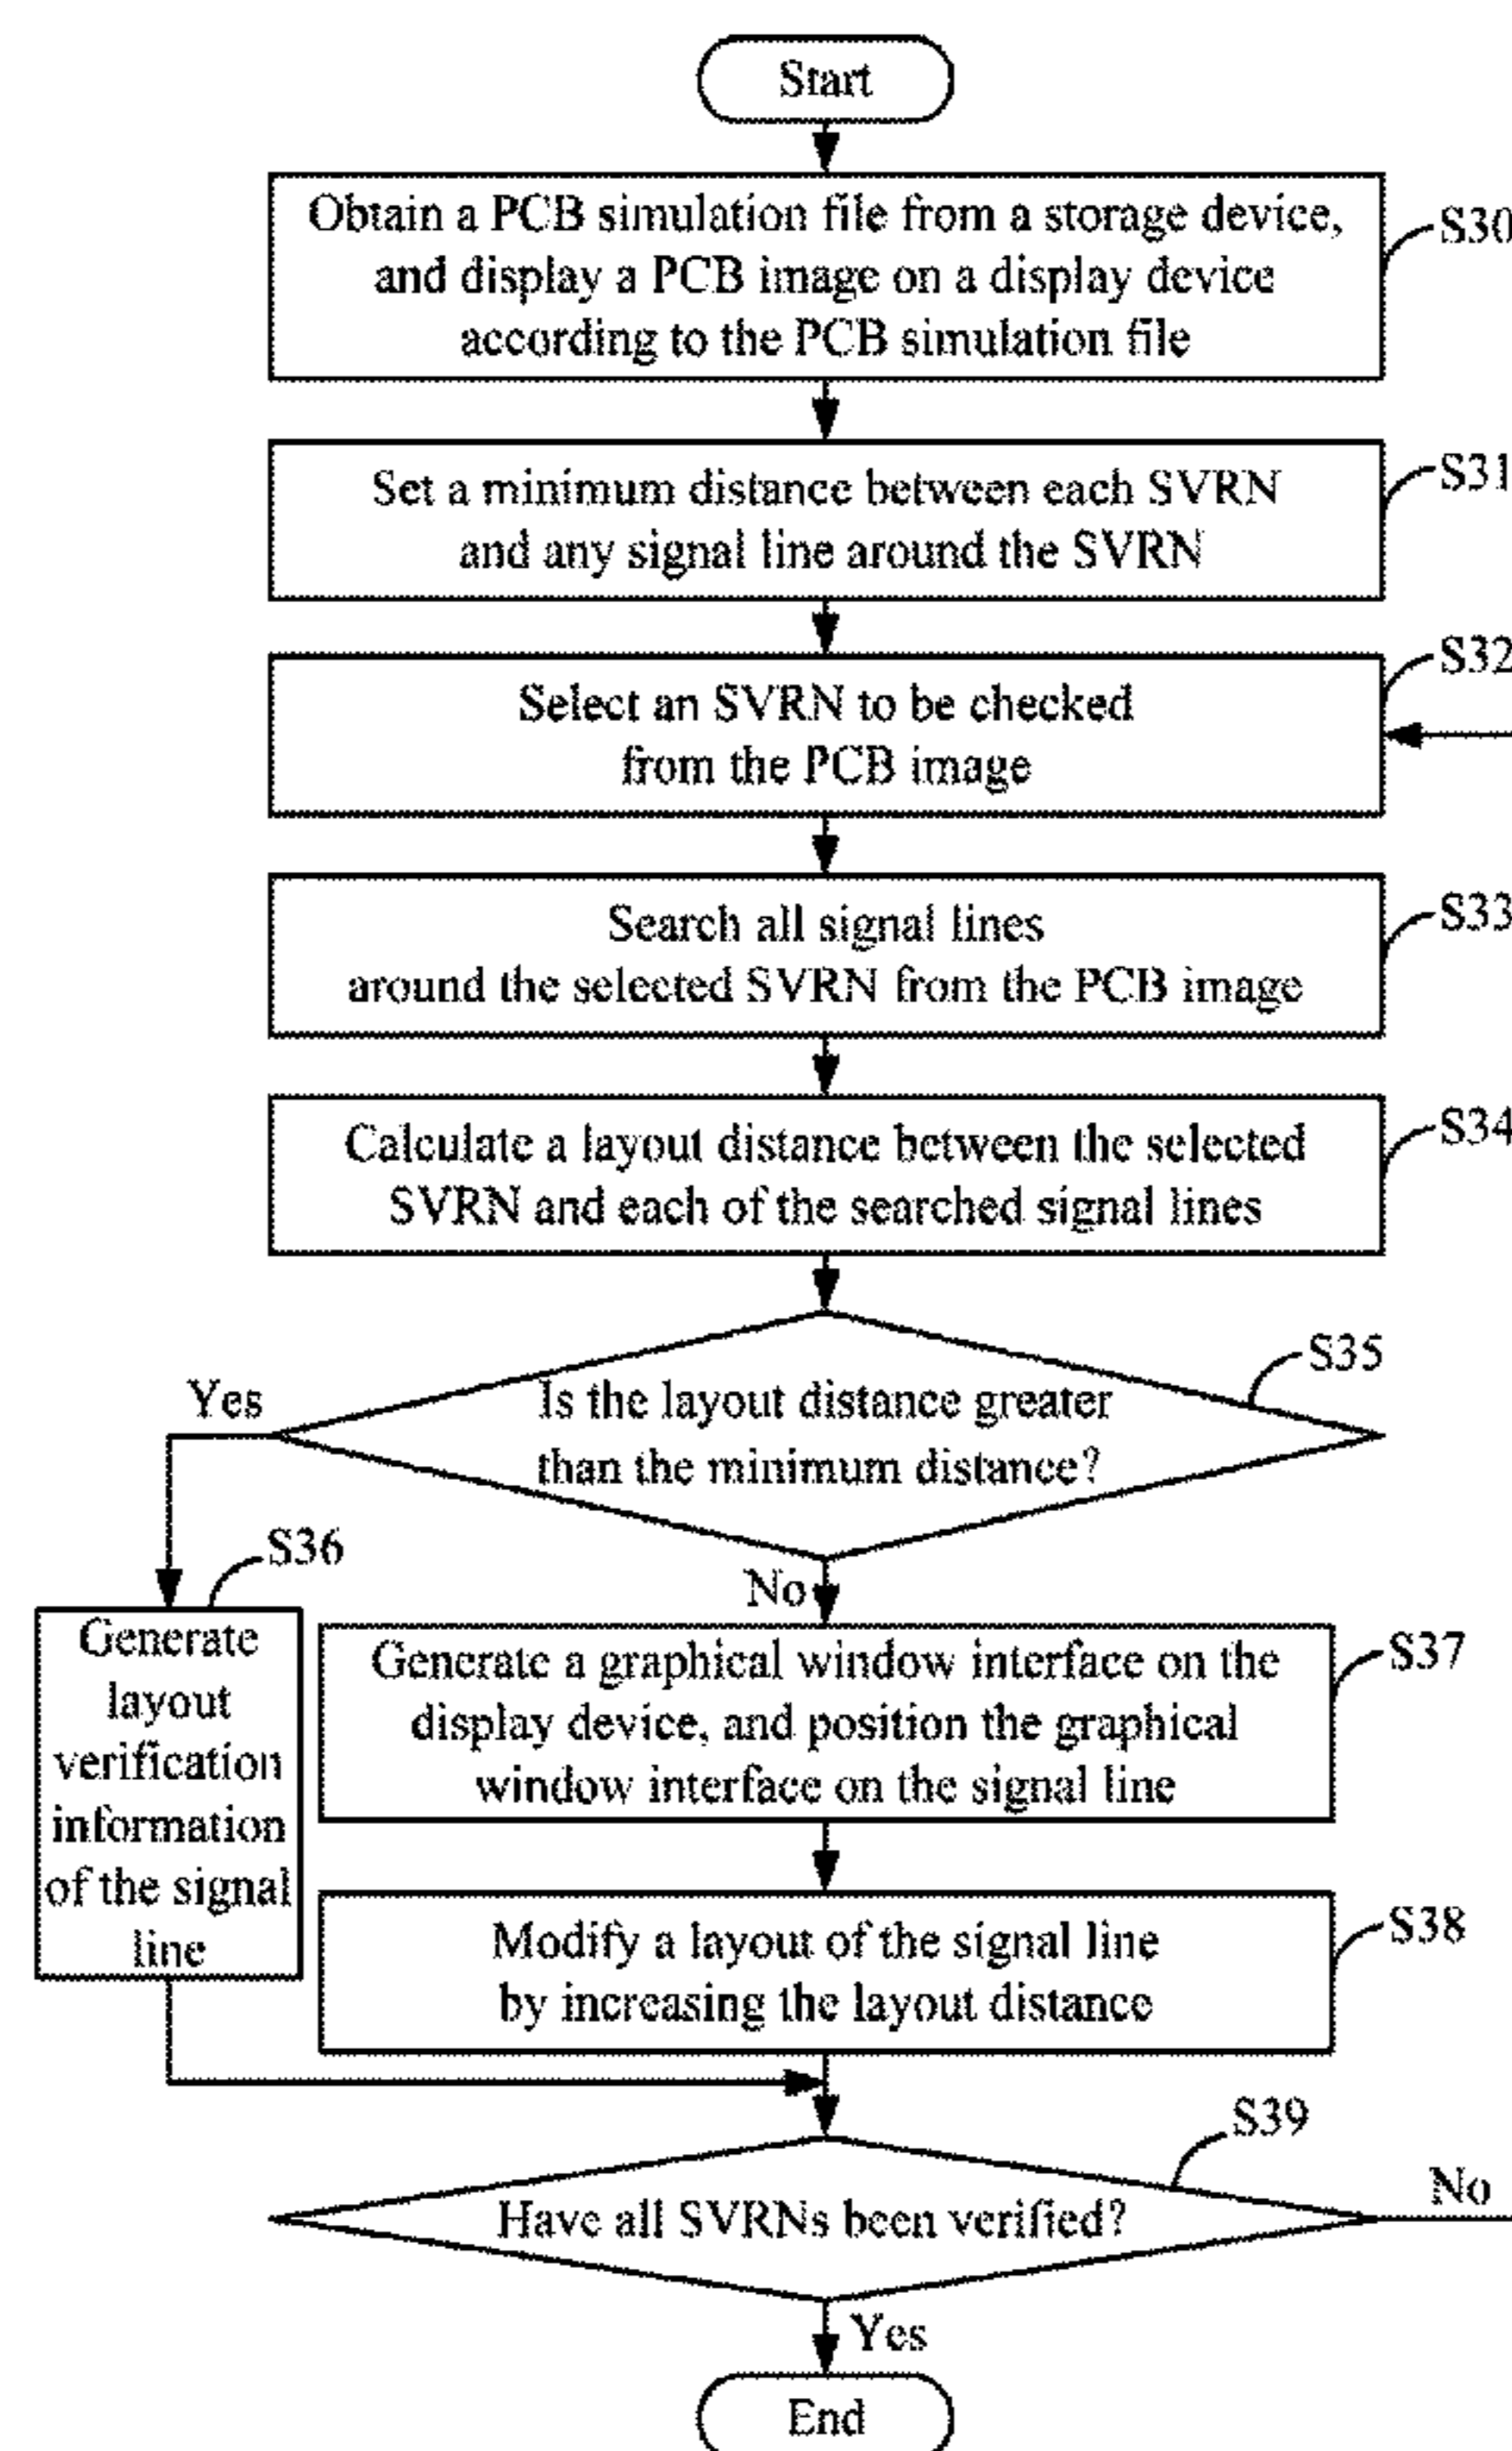 Start
Obtain a PCB simulation file from a storage device,
and display a PCB image on a display device
according to the PCB simulation file
S30
Set a minimum distance between each SVRN
and any signal line around the SVRN
S31
Select an SVRN to be checked
from the PCB image
S32
Search all signal lines
around the selected SVRN from the PCB image
S33
Calculate a layout distance between the selected
SVRN and each of the searched signal lines
S34
Is the layout distance greater
than the minimum distance?
S35
Yes
No
Generate
layout
verification
information
of the signal
line
S36
Generate a graphical window interface on the
display device, and position the graphical
window interface on the signal line
S37
Modify a layout of the signal line
by increasing the layout distance
S38
Have all SVRNs been verified?
S39
No
Yes
End